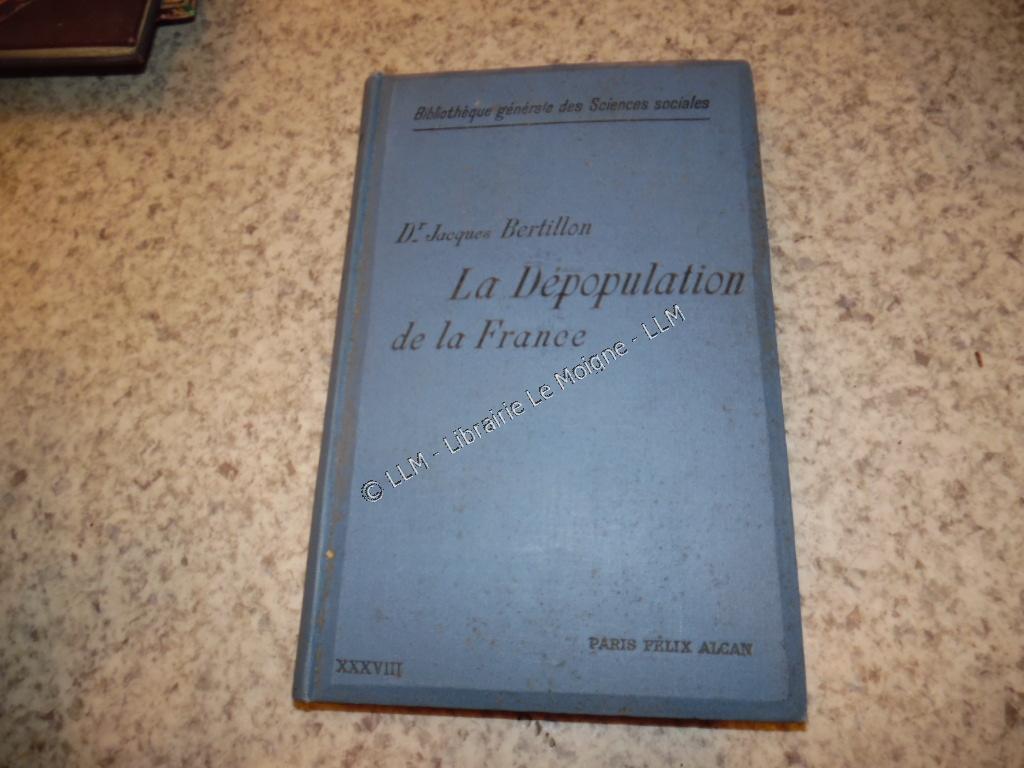 Bibliothèque générale des Sciences sociales
Dr Jacques Bertillon
La Dépopulation
de la France
© LLM - Librairie Le Moigne - LLM
PARIS FÉLIX ALCAN
XXXVIII